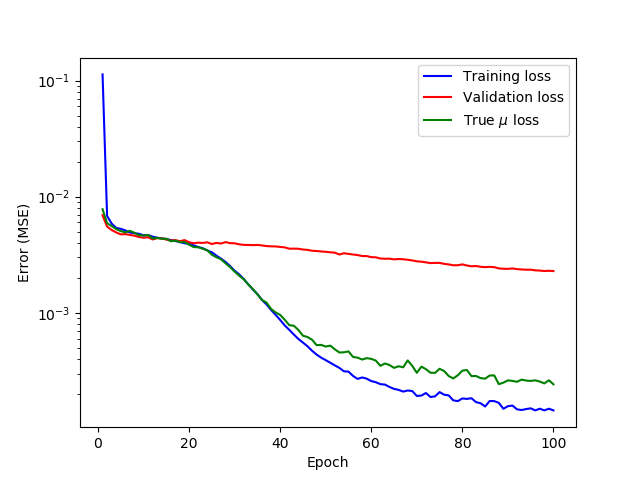 Training loss
Validation loss
True μ loss
10⁻¹
10⁻²
10⁻³
Error (MSE)
0 20 40 60 80 100
Epoch